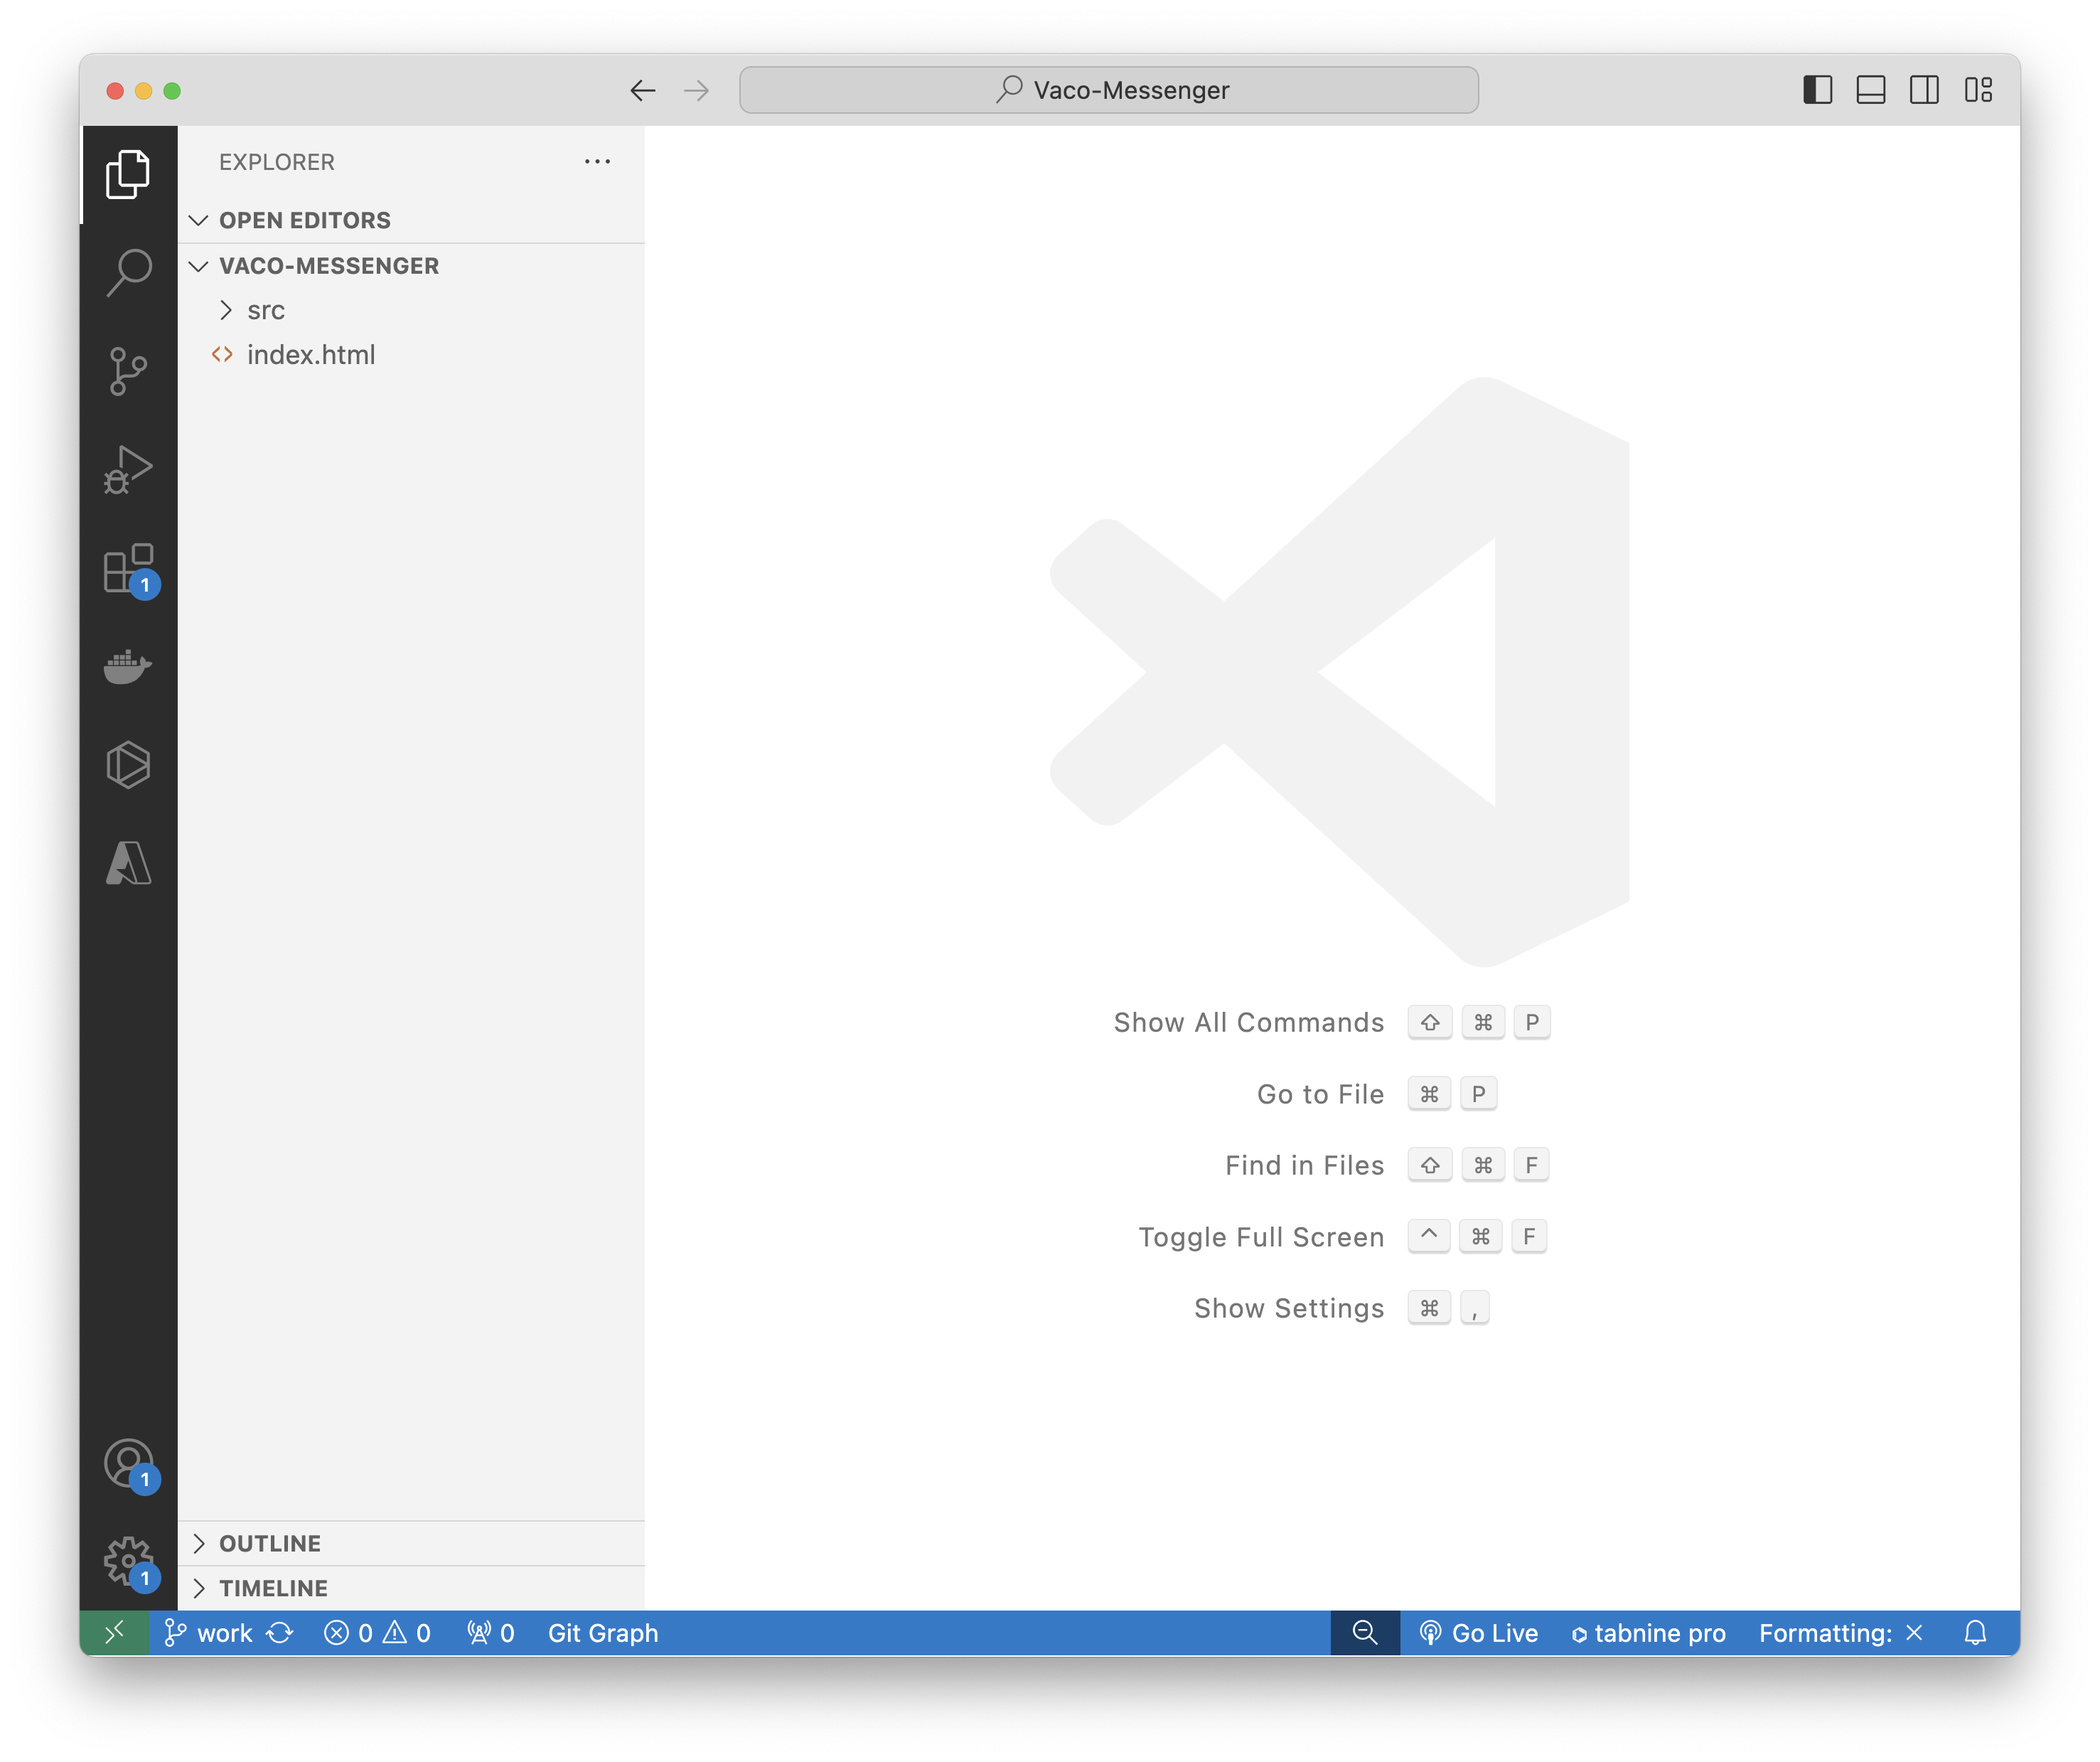 Vaco-Messenger
EXPLORER
OPEN EDITORS
VACO-MESSENGER
src
index.html
1
Show All Commands ⇧ ⌘ P
Go to File ⌘ P
Find in Files ⇧ ⌘ F
Toggle Full Screen ^ ⌘ F
Show Settings ⌘ ,
1
1
OUTLINE
TIMELINE
work 0 0 0 Git Graph Go Live tabnine pro Formatting: ×